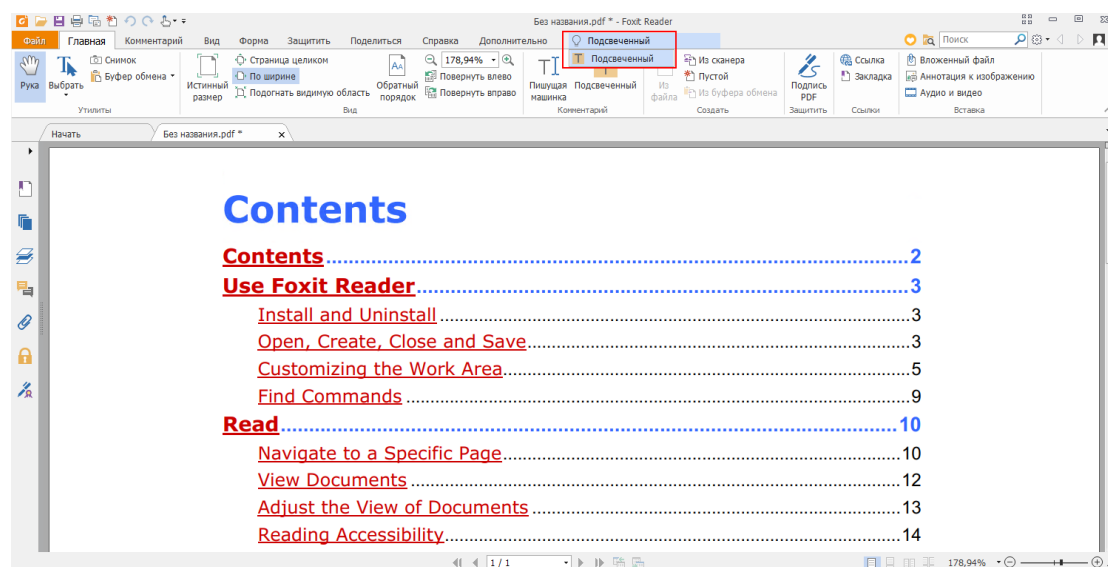 Без названия.pdf * - Foxit Reader
Файл Главная Комментарий Вид Форма Защитить Поделиться Справка Дополнительно Подсвеченный Поиск
Подсвеченный
Рука
Выбрать
Снимок
Буфер обмена
Утилиты
Истинный размер
Страница целиком
По ширине
Подогнать видимую область
Обратный порядок
178,94%
Повернуть влево
Повернуть вправо
Вид
Пишущая машинка
Подсвеченный
Комментарий
Из файла
Из сканера
Пустой
Из буфера обмена
Создать
Подпись PDF
Защитить
Ссылка
Закладка
Ссылки
Вложенный файл
Аннотация к изображению
Аудио и видео
Вставка
Начать Без названия.pdf * x
Contents
Contents........2
Use Foxit Reader........3
Install and Uninstall........3
Open, Create, Close and Save........3
Customizing the Work Area........5
Find Commands........9
Read........10
Navigate to a Specific Page........10
View Documents........12
Adjust the View of Documents........13
Reading Accessibility........14
1 / 1 178,94%